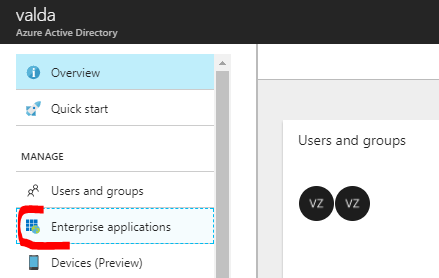 valda
Azure Active Directory
Overview
Quick start
MANAGE
Users and groups
Enterprise applications
Devices (Preview)
Users and groups
VZ VZ